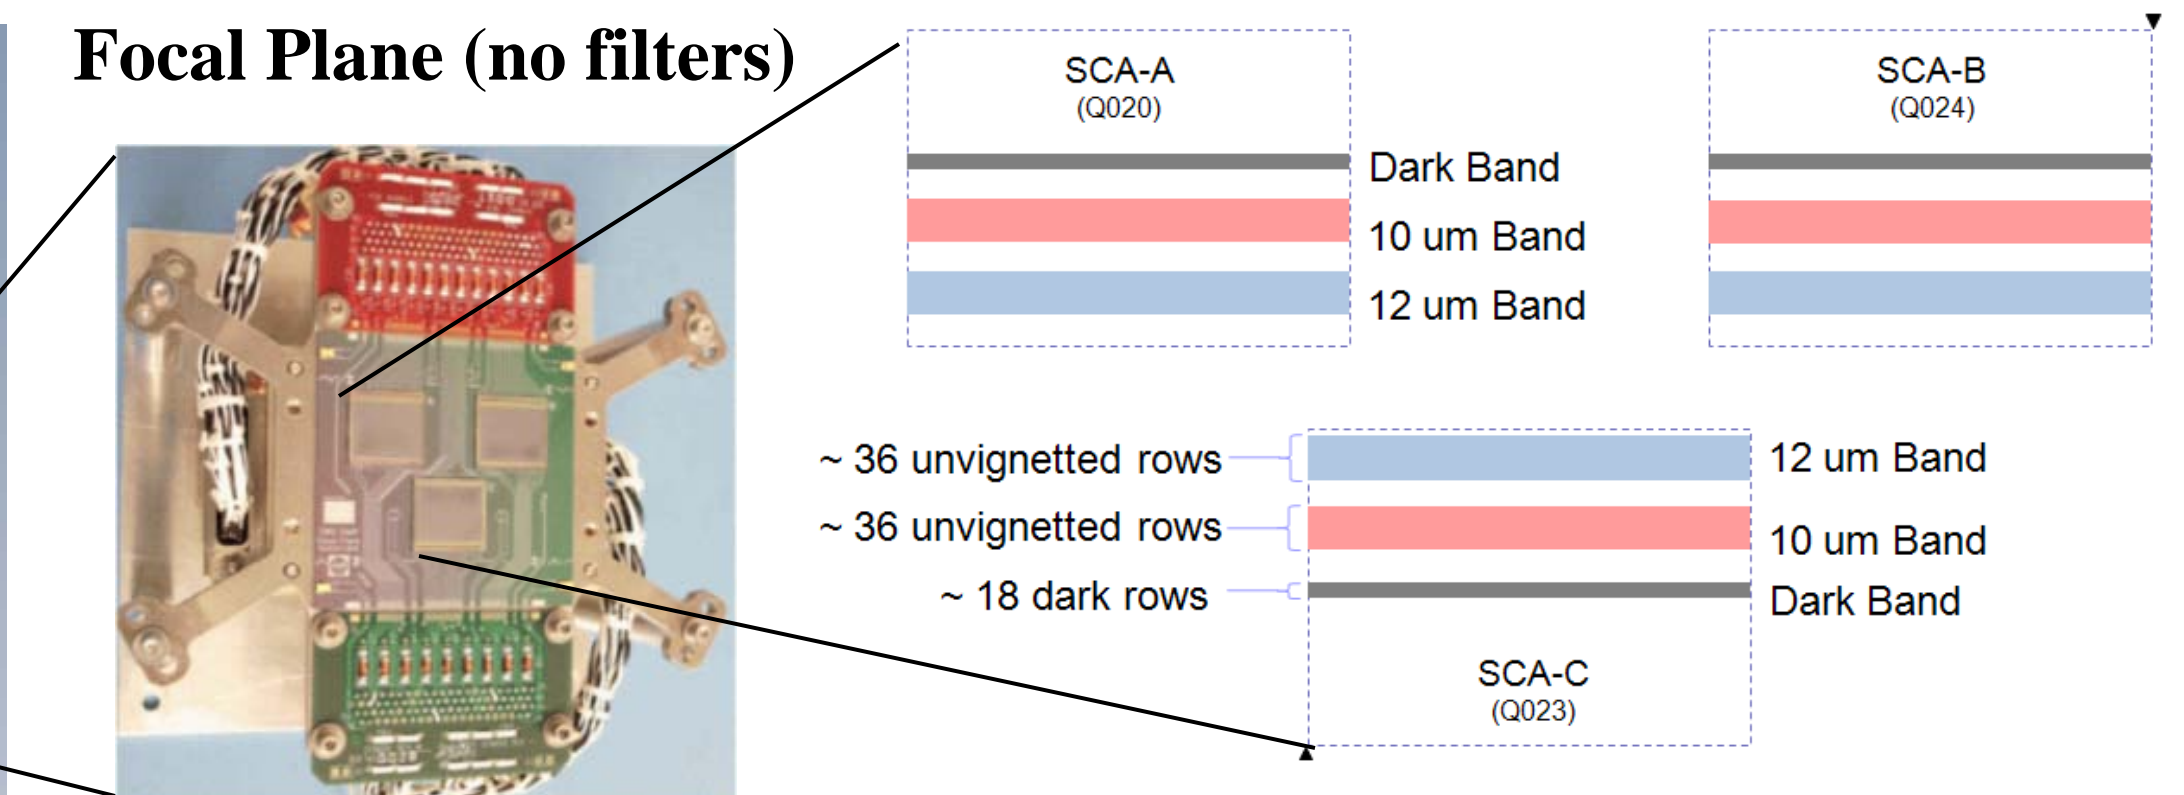 Focal Plane (no filters)
SCA-A
(Q020)
SCA-B
(Q024)
Dark Band
10 um Band
12 um Band
~ 36 unvignetted rows
12 um Band
~ 36 unvignetted rows
10 um Band
~ 18 dark rows
Dark Band
SCA-C
(Q023)